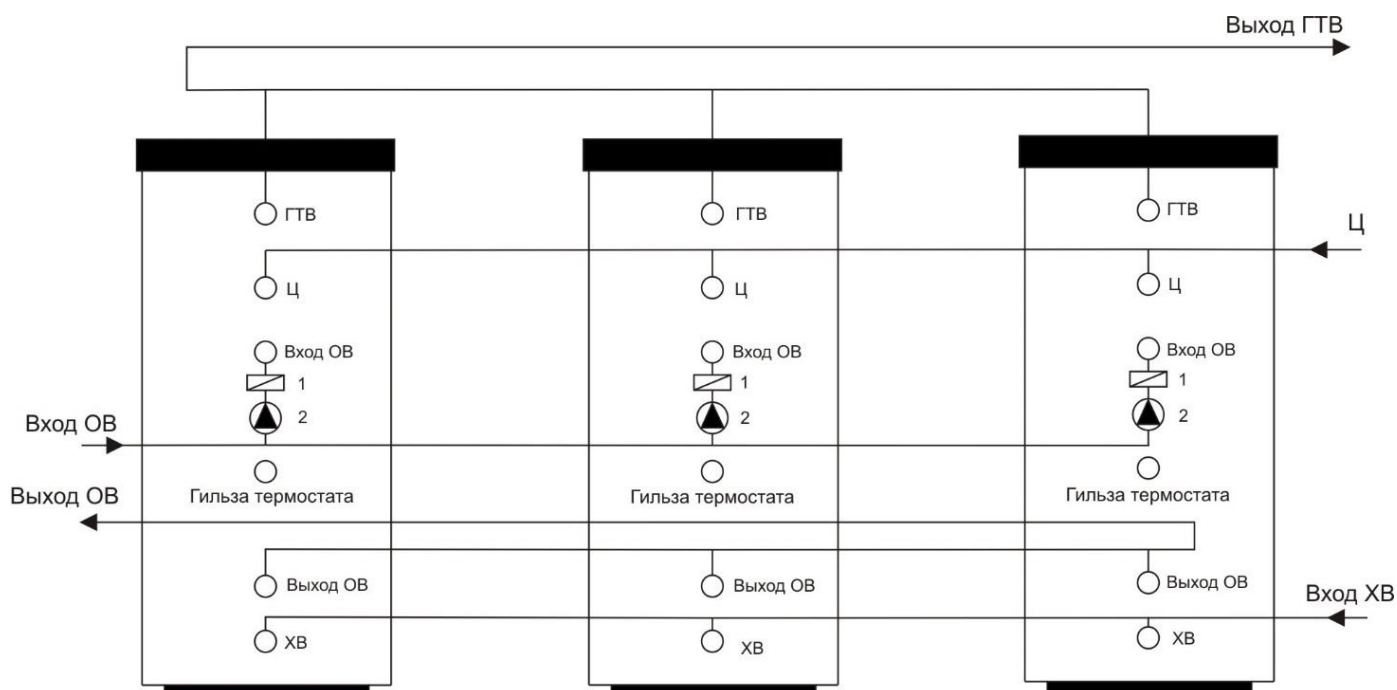 Выход ГТВ
ГТВ
ГТВ
ГТВ
Ц
Ц
Ц
Ц
Вход ОВ
Вход ОВ
Вход ОВ
1
1
1
2
2
2
Вход ОВ
Гильза термостата
Гильза термостата
Гильза термостата
Выход ОВ
Выход ОВ
Выход ОВ
Выход ОВ
Вход ХВ
ХВ
ХВ
ХВ